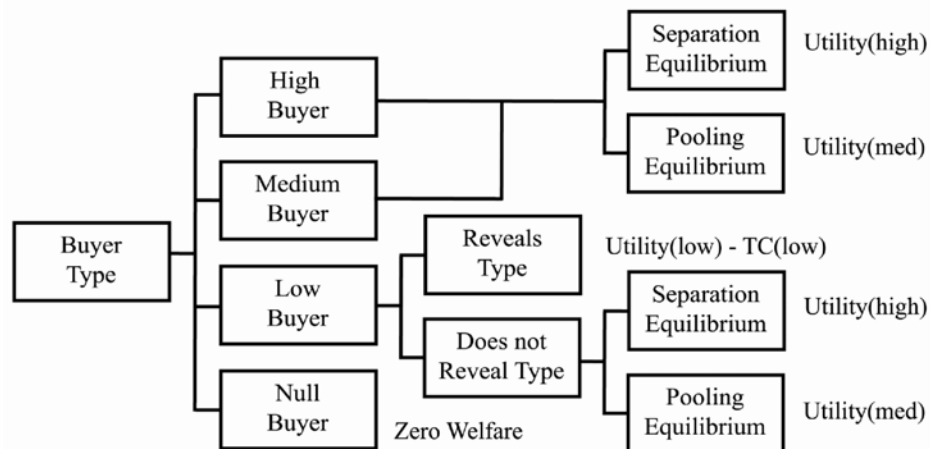 Separation
Equilibrium
Utility(high)
High
Buyer
Pooling
Equilibrium
Utility(med)
Medium
Buyer
Buyer
Type
Reveals
Type
Utility(low) - TC(low)
Low
Buyer
Separation
Equilibrium
Utility(high)
Does not
Reveal Type
Null
Buyer
Zero Welfare
Pooling
Equilibrium
Utility(med)